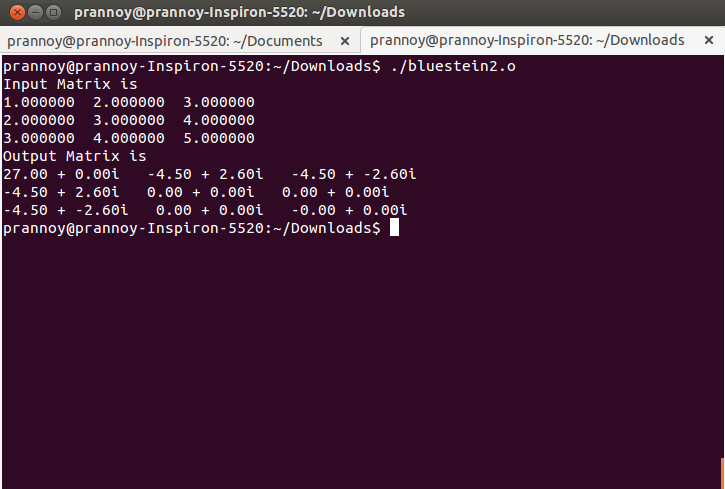 prannoy@prannoy-Inspiron-5520: ~/Downloads
prannoy@prannoy-Inspiron-5520: ~/Documents × prannoy@prannoy-Inspiron-5520: ~/Downloads ×
prannoy@prannoy-Inspiron-5520:~/Downloads$ ./bluestein2.o
Input Matrix is
1.000000  2.000000  3.000000
2.000000  3.000000  4.000000
3.000000  4.000000  5.000000
Output Matrix is
27.00 + 0.00i   -4.50 + 2.60i   -4.50 + -2.60i
-4.50 + 2.60i   0.00 + 0.00i   0.00 + 0.00i
-4.50 + -2.60i   0.00 + 0.00i   -0.00 + 0.00i
prannoy@prannoy-Inspiron-5520:~/Downloads$